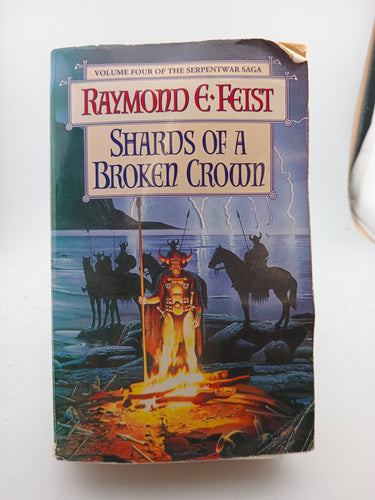 VOLUME FOUR OF THE SERPENTWAR SAGA
RAYMOND E·FEIST
SHARDS OF A
BROKEN CROWN